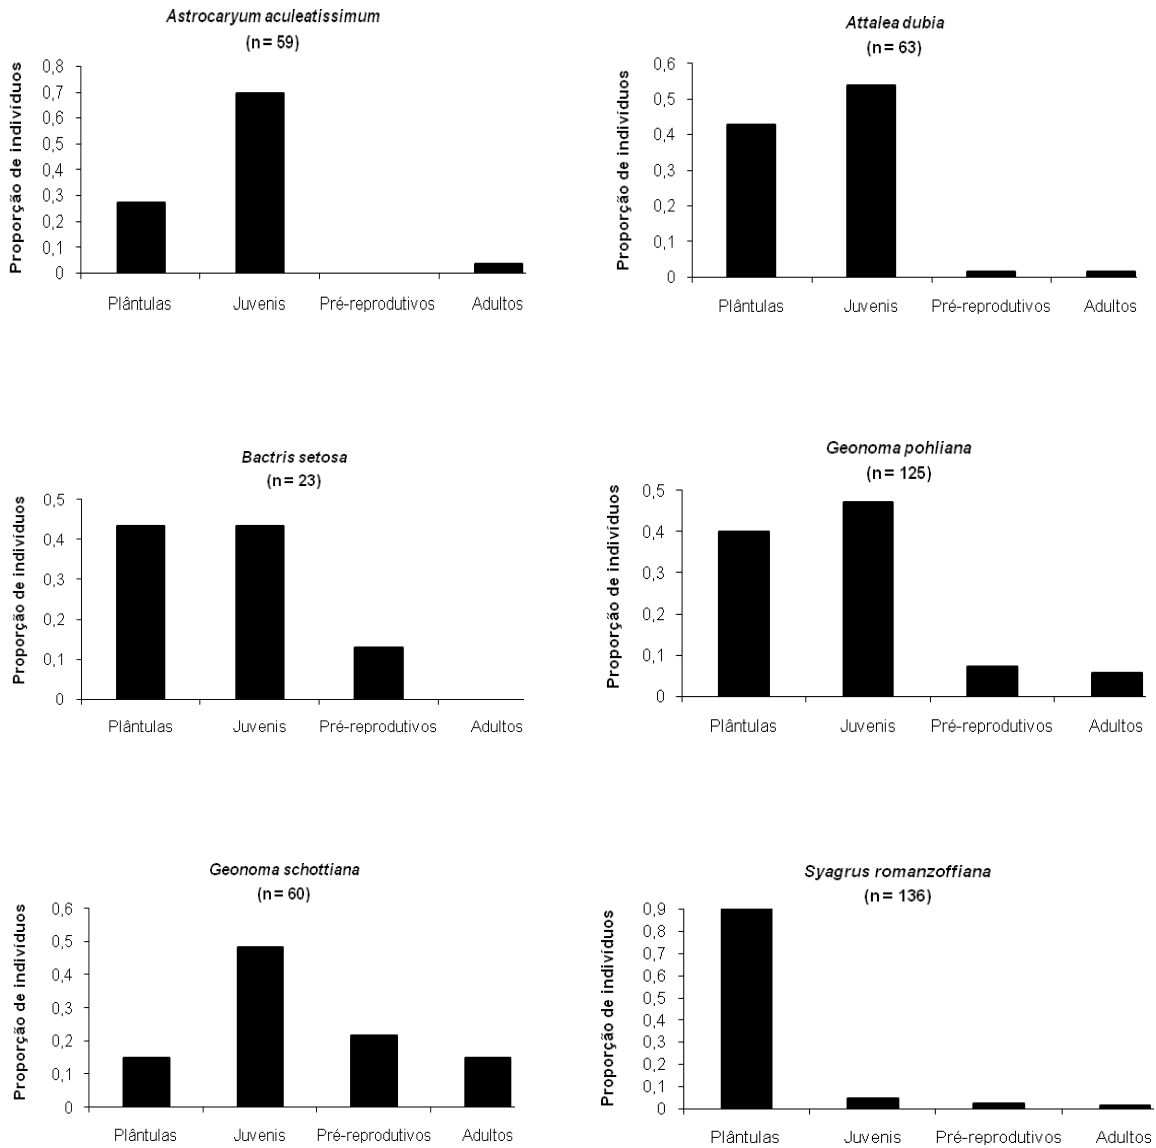 Astrocaryum aculeatissimum
(n = 59)
Proporção de indivíduos
0,8
0,7
0,6
0,5
0,4
0,3
0,2
0,1
0
Plântulas Juvenis Pré-reprodutivos Adultos
Attalea dubia
(n = 63)
Proporção de indivíduos
0,6
0,5
0,4
0,3
0,2
0,1
0
Plântulas Juvenis Pré-reprodutivos Adultos
Bactris setosa
(n = 23)
Proporção de indivíduos
0,5
0,4
0,3
0,2
0,1
0
Plântulas Juvenis Pré-reprodutivos Adultos
Geonoma pohliana
(n = 125)
Proporção de indivíduos
0,5
0,4
0,3
0,2
0,1
0
Plântulas Juvenis Pré-reprodutivos Adultos
Geonoma schottiana
(n = 60)
Proporção de indivíduos
0,6
0,5
0,4
0,3
0,2
0,1
0
Plântulas Juvenis Pré-reprodutivos Adultos
Syagrus romanzoffiana
(n = 136)
Proporção de indivíduos
0,9
0,8
0,7
0,6
0,5
0,4
0,3
0,2
0,1
0
Plântulas Juvenis Pré-reprodutivos Adultos